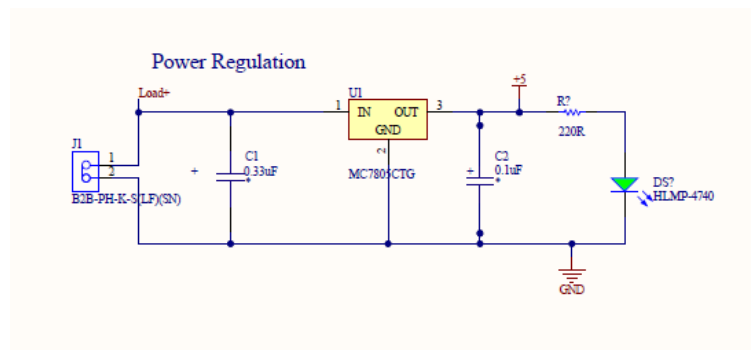 Power Regulation
Load+
J1
1
2
B2B-PH-K-S(LF)(SN)
+
C1
0.33uF
*
U1
1
IN
OUT
3
GND
2
MC7805CTG
+5
+
C2
0.1uF
*
R?
220R
DS?
HLMP-4740
GND